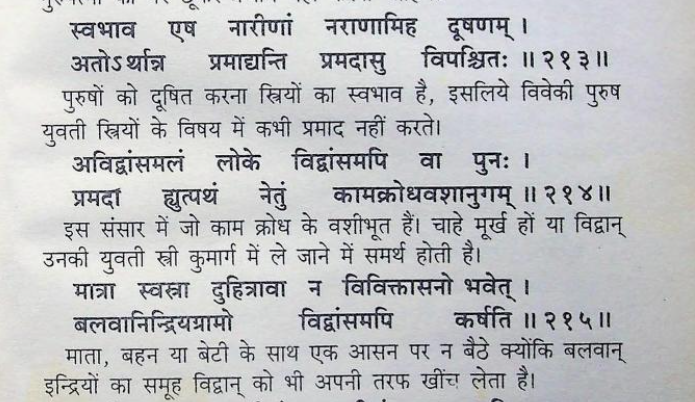 स्वभाव एष नारीणां नराणामिह दूषणम् ।
अतोऽर्थान्न प्रमाद्यन्ति प्रमदासु विपश्चितः ॥ २१३॥
पुरुषों को दूषित करना स्त्रियों का स्वभाव है, इसलिये विवेकी पुरुष
युवती स्त्रियों के विषय में कभी प्रमाद नहीं करते।
अविद्वांसमलं लोके विद्वांसमपि वा पुनः ।
प्रमदा ह्युत्पथं नेतुं कामक्रोधवशानुगम् ॥ २१४॥
इस संसार में जो काम क्रोध के वशीभूत हैं। चाहे मूर्ख हों या विद्वान्
उनकी युवती स्त्री कुमार्ग में ले जाने में समर्थ होती है।
मात्रा स्वस्रा दुहित्रावा न विविक्तासनो भवेत् ।
बलवानिन्द्रियग्रामो विद्वांसमपि कर्षति ॥ २१५॥
माता, बहन या बेटी के साथ एक आसन पर न बैठे क्योंकि बलवान्
इन्द्रियों का समूह विद्वान् को भी अपनी तरफ खींच लेता है।